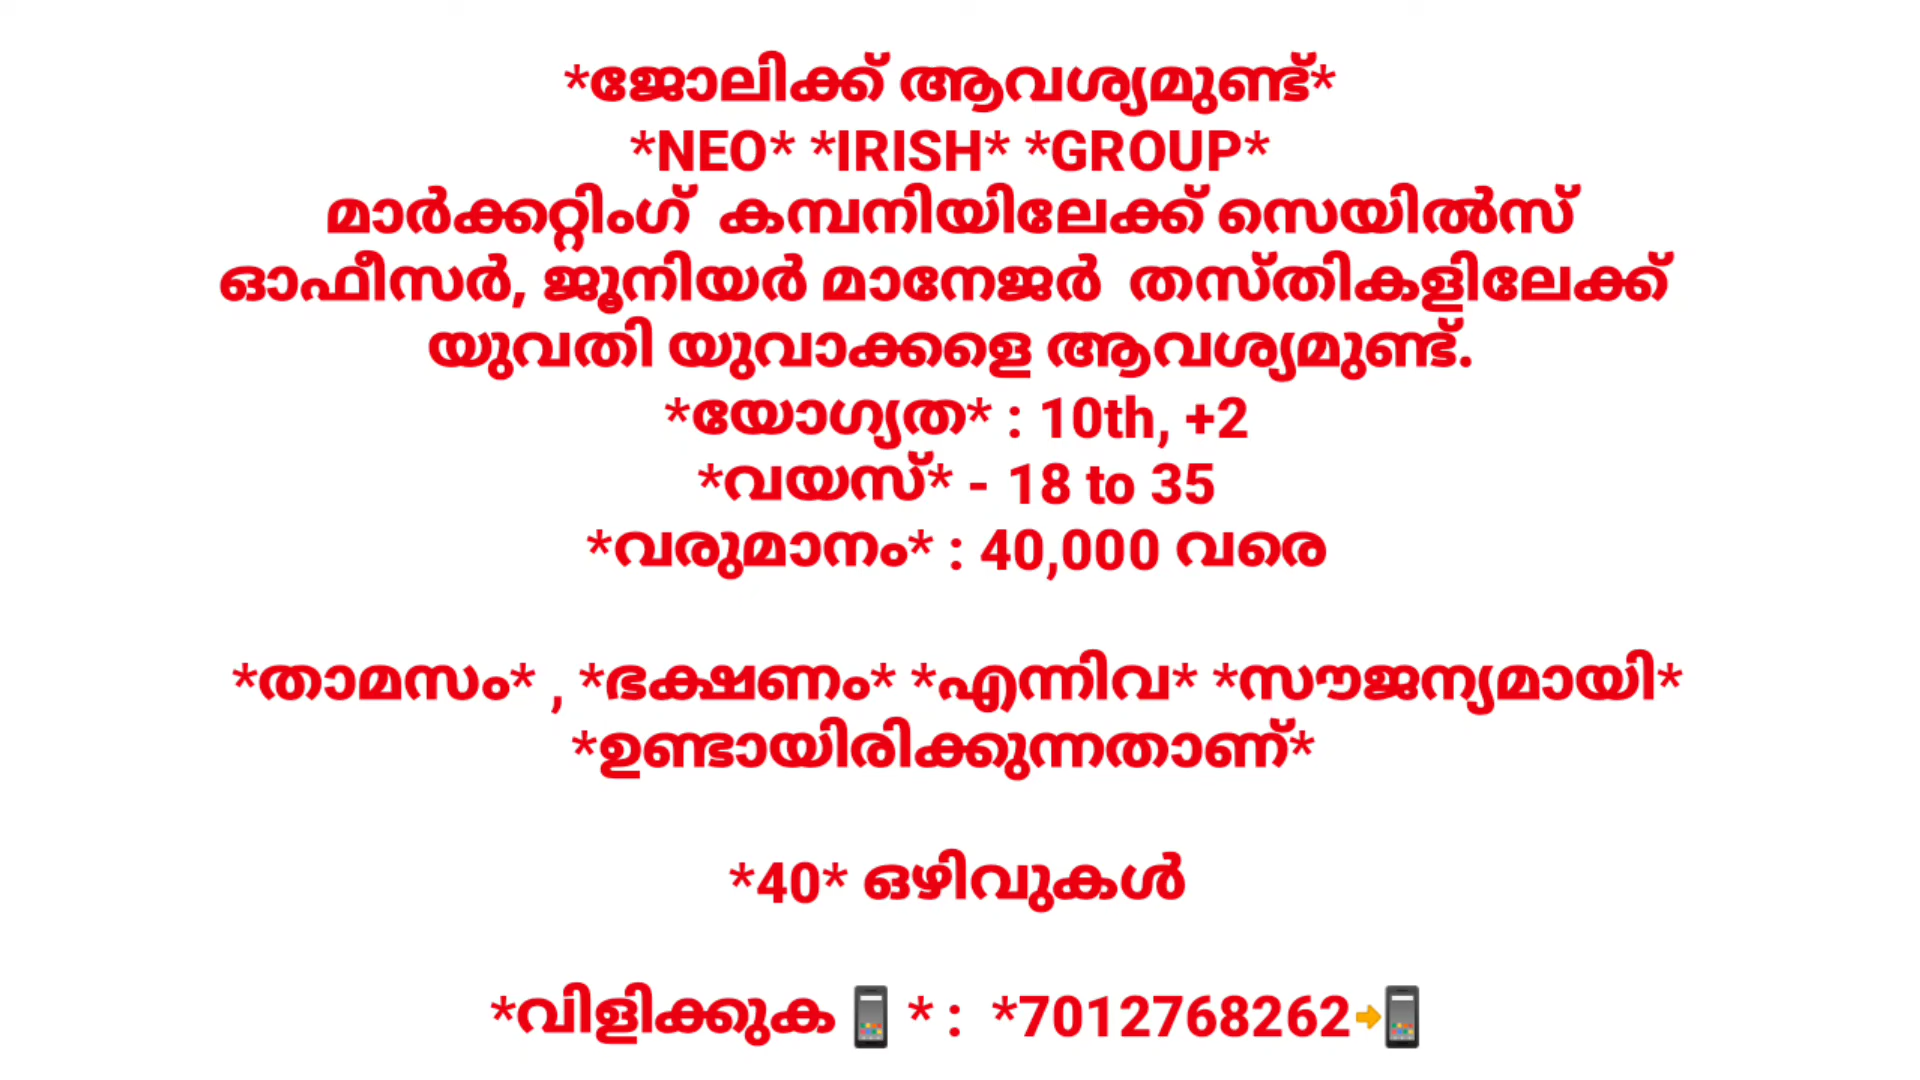 *ജോലിക്ക് ആവശ്യമുണ്ട്*
*NEO* *IRISH* *GROUP*
മാർക്കറ്റിംഗ്  കമ്പനിയിലേക്ക് സെയിൽസ്
ഓഫീസർ, ജൂനിയർ മാനേജർ  തസ്തികളിലേക്ക്
യുവതി യുവാക്കളെ ആവശ്യമുണ്ട്.
*യോഗ്യത* : 10th, +2
*വയസ്* - 18 to 35
*വരുമാനം* : 40,000 വരെ
*താമസം* , *ഭക്ഷണം* *എന്നിവ* *സൗജന്യമായി*
*ഉണ്ടായിരിക്കുന്നതാണ്*
*40* ഒഴിവുകൾ
*വിളിക്കുക📱* :  *7012768262📲